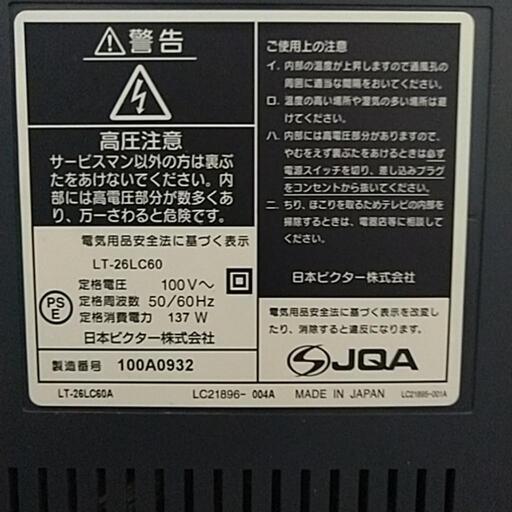 警告
高圧注意
サービスマン以外の方は裏ぶ
たをあけないでください。内
部には高電圧部分が数多くあ
り、万一さわると危険です。
電気用品安全法に基づく表示
LT-26LC60
定格電圧 100V～
定格周波数 50/60Hz
定格消費電力 137W
日本ビクター株式会社
PS
E
製造番号 100A0932
LT-26LC60A
ご使用上の注意
イ. 内部の温度が上昇しますので通風孔の
周囲に適当な間隔をおいてください。
ロ. 温度の高い場所や湿気の多い場所は避
けてください。
ハ. 内部には高電圧部分がありますので、
やむをえず裏ぶたをあけるときは必ず
電源スイッチを切り、差し込みプラグ
をコンセントから抜いてください。
ニ. ちり、ほこりを取るためテレビの内部を
掃除するときは、電器店等に相談して
ください。
日本ビクター株式会社
電気用品安全法に基づく表示を改変し
たり、消除すると違反になります。
JQA
LC21896-004A MADE IN JAPAN LC21895-001A